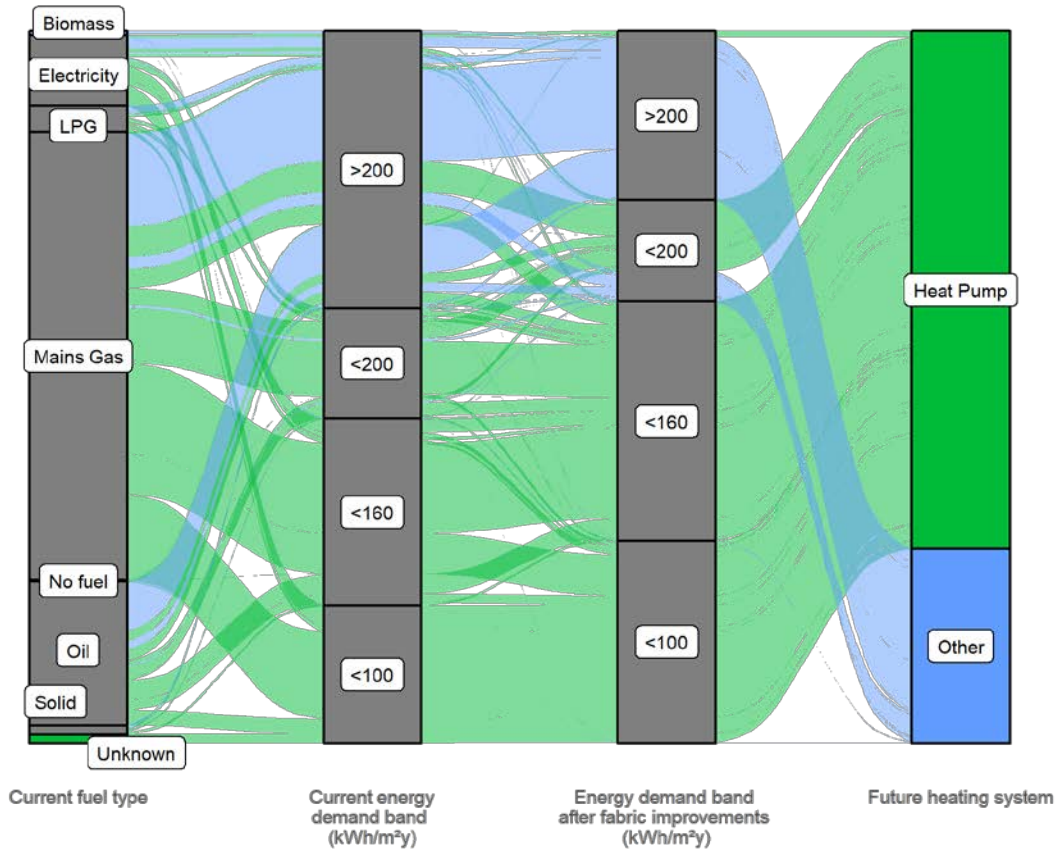 Biomass
Electricity
LPG
Mains Gas
No fuel
Oil
Solid
Unknown
>200
<200
<160
<100
>200
<200
<160
<100
Heat Pump
Other
Current fuel type
Current energy
demand band
(kWh/m²y)
Energy demand band
after fabric improvements
(kWh/m²y)
Future heating system